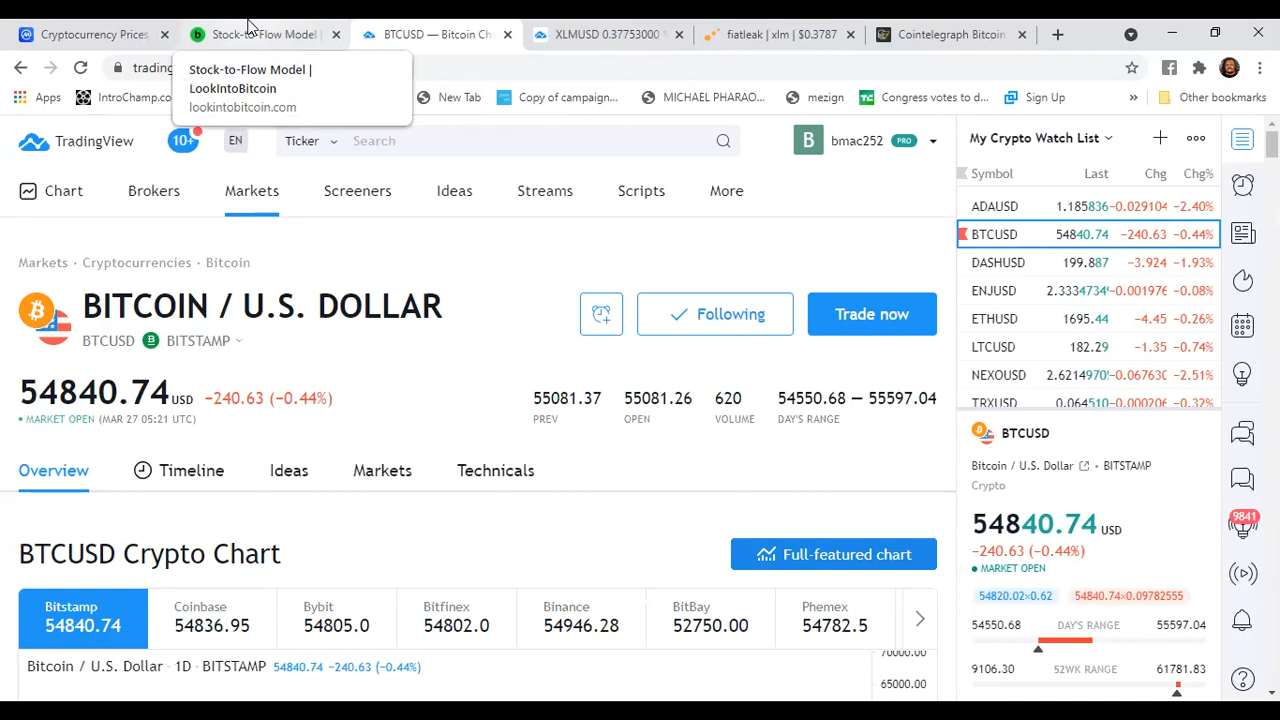 Cryptocurrency Prices
Stock-to-Flow Model |
BTCUSD — Bitcoin Ch
XLMUSD 0.37753000
fiatleak | xlm | $0.3787
Cointelegraph Bitcoin
trading
Stock-to-Flow Model |
LookIntoBitcoin
lookintobitcoin.com
Apps
IntroChamp.co
New Tab
Copy of campaign...
MICHAEL PHARAO...
mezign
Congress votes to d...
Sign Up
»
Other bookmarks
TradingView
10+
EN
Ticker
Search
B
bmac252
PRO
Chart
Brokers
Markets
Screeners
Ideas
Streams
Scripts
More
Markets · Cryptocurrencies · Bitcoin
BITCOIN / U.S. DOLLAR
BTCUSD
BITSTAMP
Following
Trade now
54840.74 USD −240.63 (−0.44%)
MARKET OPEN (MAR 27 05:21 UTC)
55081.37
PREV
55081.26
OPEN
620
VOLUME
54550.68 — 55597.04
DAY'S RANGE
Overview
Timeline
Ideas
Markets
Technicals
BTCUSD Crypto Chart
Full-featured chart
Bitstamp
54840.74
Coinbase
54836.95
Bybit
54805.0
Bitfinex
54802.0
Binance
54946.28
BitBay
52750.00
Phemex
54782.5
Bitcoin / U.S. Dollar · 1D · BITSTAMP 54840.74 −240.63 (−0.44%)
70000.00
65000.00
My Crypto Watch List
Symbol Last Chg Chg%
ADAUSD 1.185836 −0.029104 −2.40%
BTCUSD 54840.74 −240.63 −0.44%
DASHUSD 199.887 −3.924 −1.93%
ENJUSD 2.3334734 −0.001976 −0.08%
ETHUSD 1695.44 −4.45 −0.26%
LTCUSD 182.29 −1.35 −0.74%
NEXOUSD 2.6214970 −0.067630 −2.51%
TRXUSD 0.064510 −0.000206 −0.32%
BTCUSD
Bitcoin / U.S. Dollar • BITSTAMP
Crypto
54840.74 USD
−240.63 (−0.44%)
MARKET OPEN
54820.02×0.62
54840.74×0.09782555
54550.68 DAY'S RANGE 55597.04
9106.30 52WK RANGE 61781.83
9841